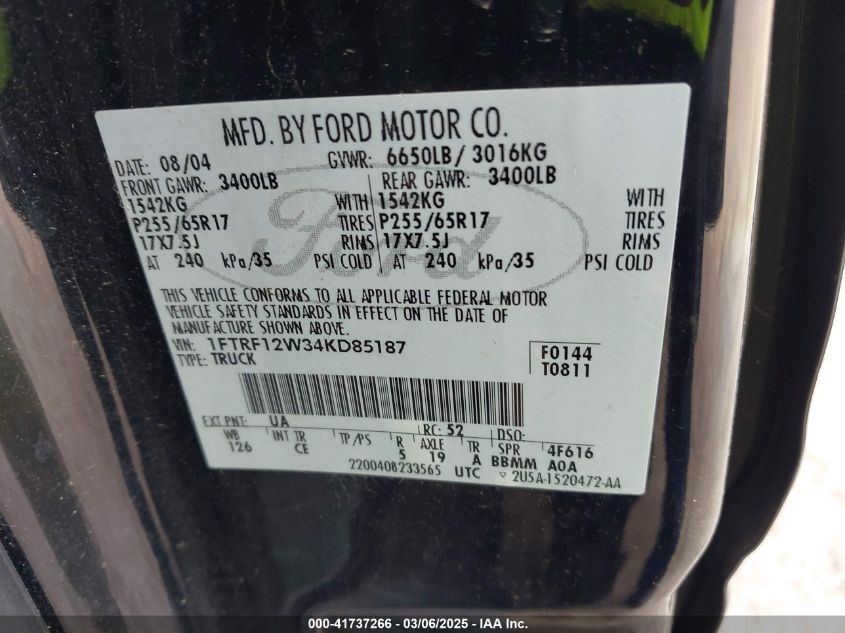 MFD. BY FORD MOTOR CO.
DATE: 08/04 GVWR: 6650LB/ 3016KG
FRONT GAWR: 3400LB REAR GAWR: 3400LB
1542KG WITH 1542KG WITH
P255/65R17 TIRES P255/65R17 TIRES
17X7.5J RIMS 17X7.5J RIMS
AT 240 kPa/35 PSI COLD AT 240 kPa/35 PSI COLD
Ford
THIS VEHICLE CONFORMS TO ALL APPLICABLE FEDERAL MOTOR
VEHICLE SAFETY STANDARDS IN EFFECT ON THE DATE OF
MANUFACTURE SHOWN ABOVE.
VIN: 1FTRF12W34KD85187 F0144
TYPE: TRUCK T0811
EXT PNT: UA RC: 52 DSO:
WB INT TR TP/PS R AXLE TR SPR 4F616
126 CE 5 19 A BBMM A0A
2200408233565 UTC ▽ 2U5A-1520472-AA
000-41737266 - 03/06/2025 - IAA Inc.